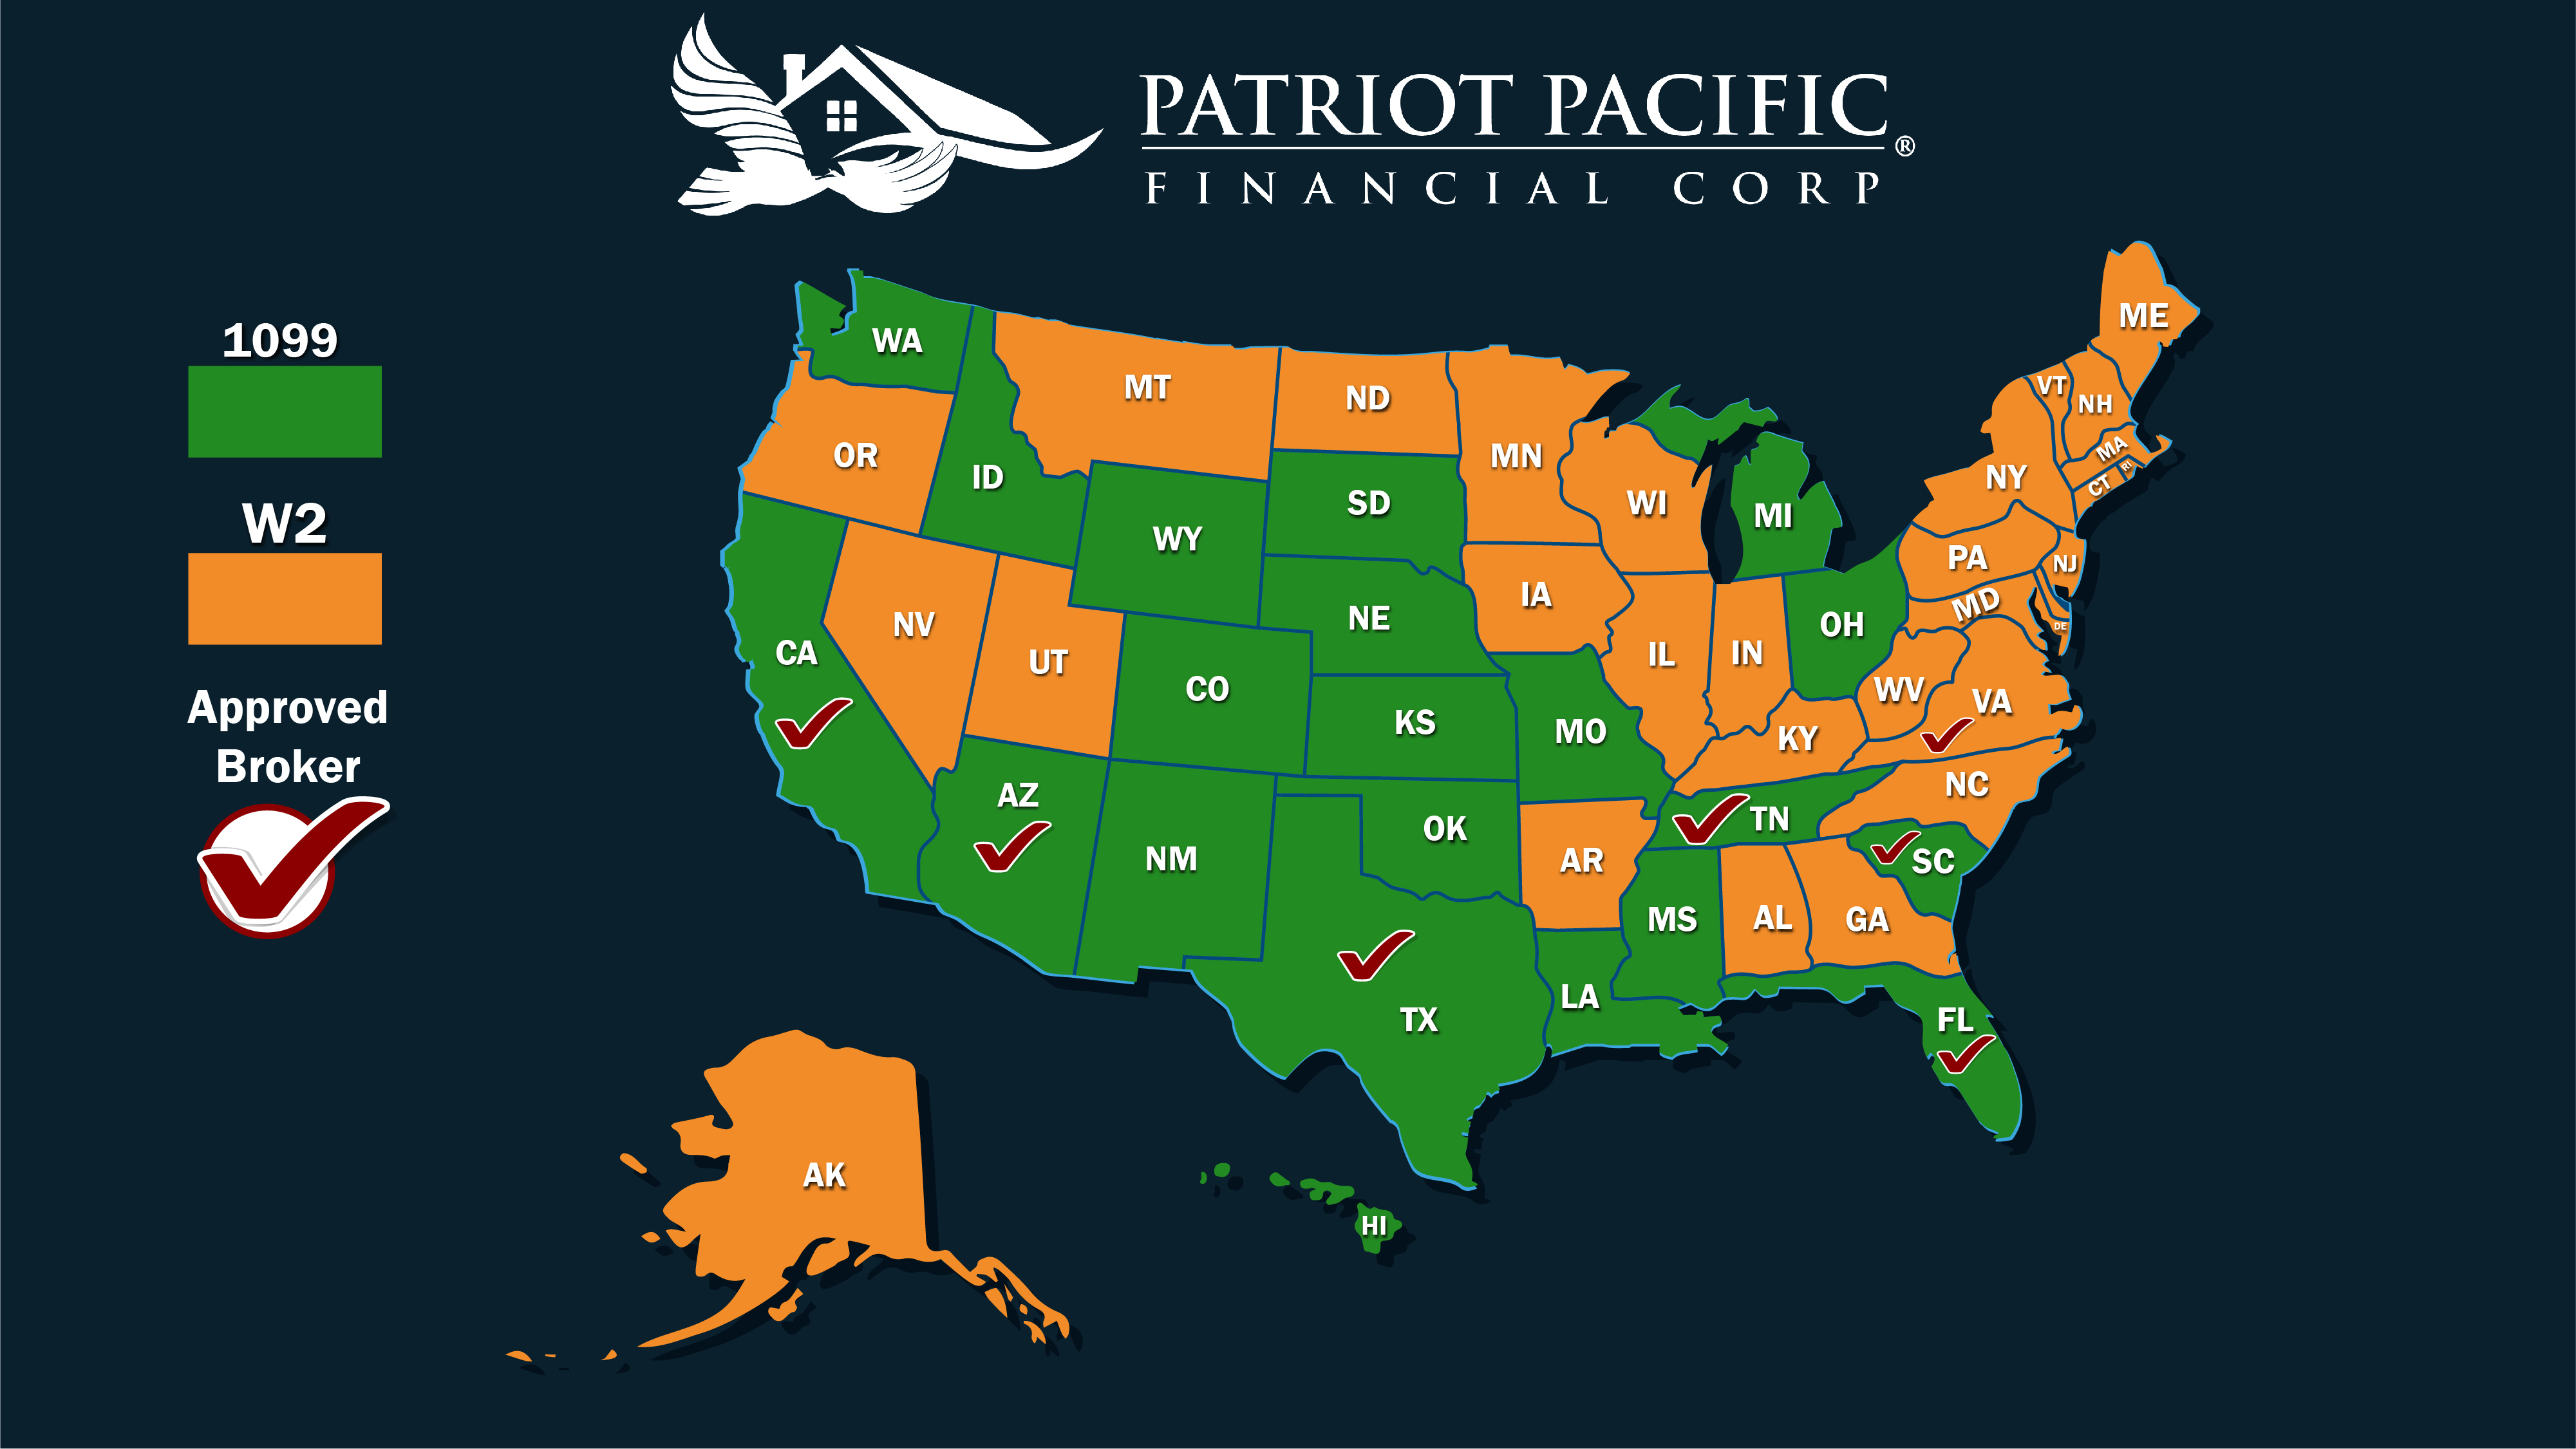 PATRIOT PACIFIC
®
FINANCIAL CORP
1099
W2
Approved
Broker
WA
MT
ND
MN
ME
VT
NH
OR
ID
SD
WI
MI
NY
MA
RI
CT
WY
NE
IA
PA
NJ
NV
UT
CA
CO
KS
MO
IL
IN
OH
MD
DE
WV
VA
KY
NC
AZ
NM
OK
AR
TN
SC
MS
AL
GA
TX
LA
FL
AK
HI